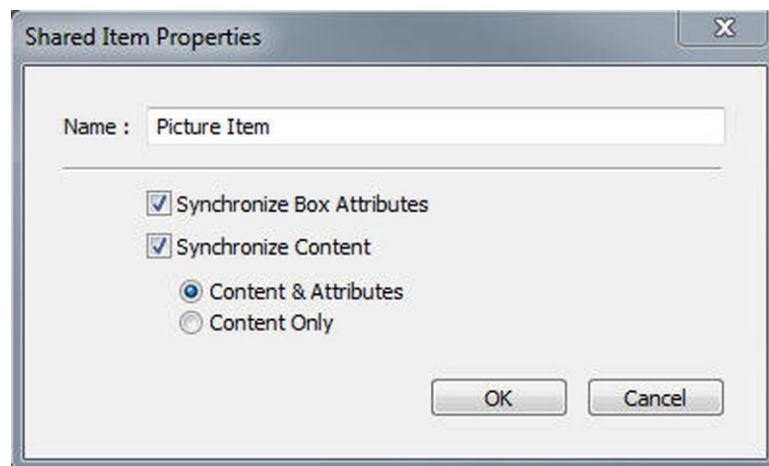 Shared Item Properties
Name : Picture Item
Synchronize Box Attributes
Synchronize Content
Content & Attributes
Content Only
OK Cancel